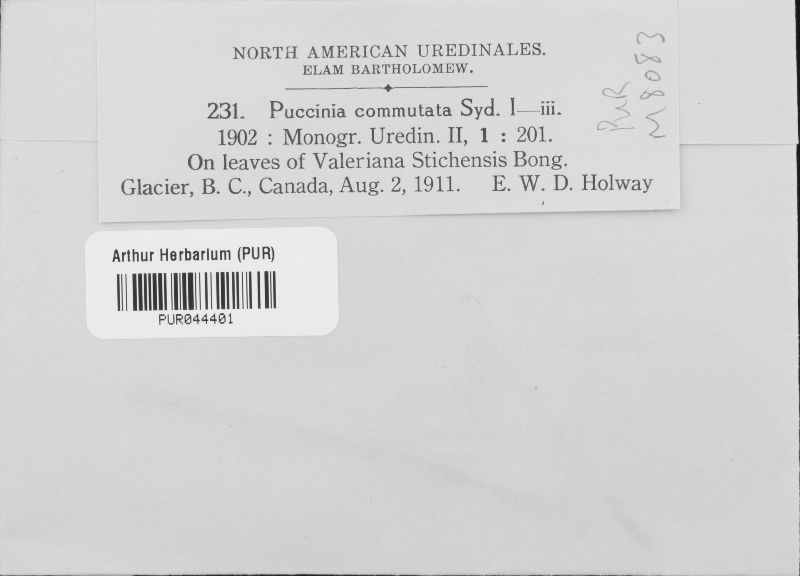 NORTH AMERICAN UREDINALES.
ELAM BARTHOLOMEW.
231. Puccinia commutata Syd. I—iii.
1902 : Monogr. Uredin. II, 1 : 201.
On leaves of Valeriana Stichensis Bong.
Glacier, B. C., Canada, Aug. 2, 1911. E. W. D. Holway
PUR
M8083
Arthur Herbarium (PUR)
PUR044401